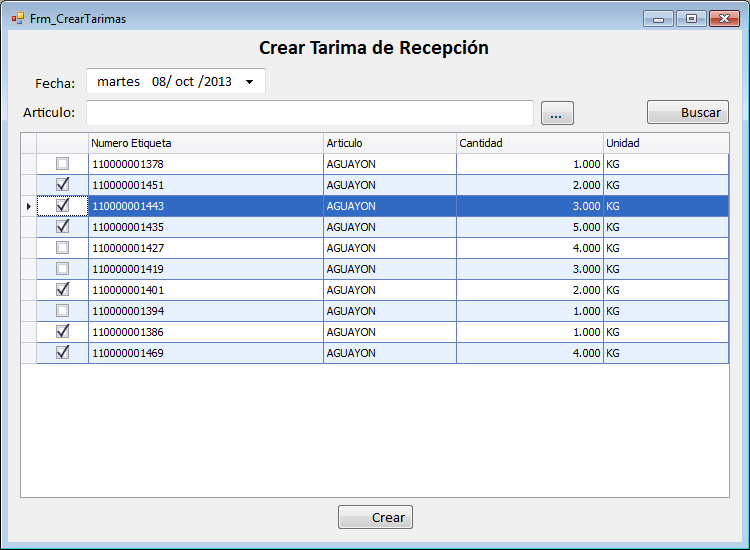 Frm_CrearTarimas
Crear Tarima de Recepción
Fecha: martes 08/ oct /2013
Artículo: ... Buscar
Numero Etiqueta Articulo Cantidad Unidad
110000001378 AGUAYON 1.000 KG
110000001451 AGUAYON 2.000 KG
110000001443 AGUAYON 3.000 KG
110000001435 AGUAYON 5.000 KG
110000001427 AGUAYON 4.000 KG
110000001419 AGUAYON 3.000 KG
110000001401 AGUAYON 2.000 KG
110000001394 AGUAYON 1.000 KG
110000001386 AGUAYON 1.000 KG
110000001469 AGUAYON 4.000 KG
Crear